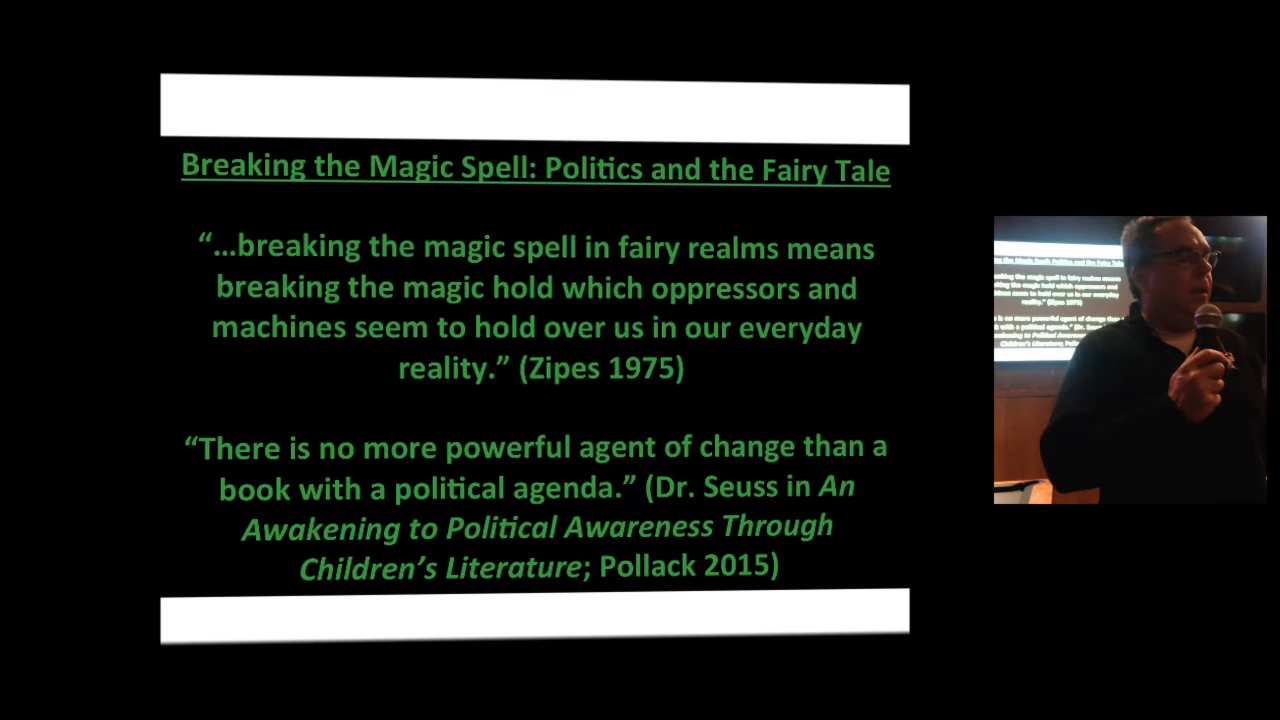 Breaking the Magic Spell: Politics and the Fairy Tale
“...breaking the magic spell in fairy realms means
breaking the magic hold which oppressors and
machines seem to hold over us in our everyday
reality.” (Zipes 1975)
“There is no more powerful agent of change than a
book with a political agenda.” (Dr. Seuss in An
Awakening to Political Awareness Through
Children’s Literature; Pollack 2015)